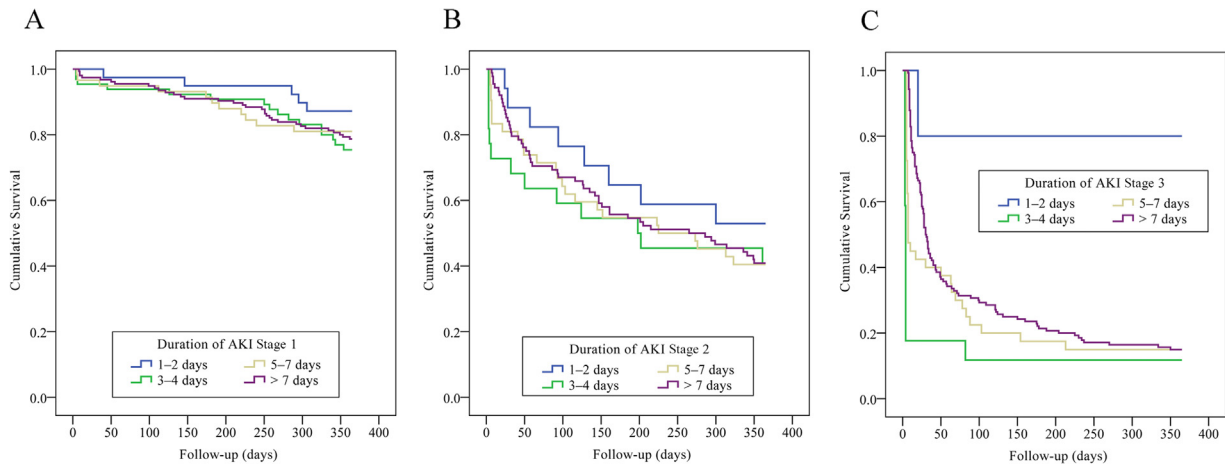 A
B
C
Cumulative Survival
1.0
0.8
0.6
0.4
0.2
0.0
Duration of AKI Stage 1
1–2 days 5–7 days
3–4 days > 7 days
0 50 100 150 200 250 300 350 400
Follow-up (days)
Cumulative Survival
1.0
0.8
0.6
0.4
0.2
0.0
Duration of AKI Stage 2
1–2 days 5–7 days
3–4 days > 7 days
0 50 100 150 200 250 300 350 400
Follow-up (days)
Cumulative Survival
1.0
0.8
0.6
0.4
0.2
0.0
Duration of AKI Stage 3
1–2 days 5–7 days
3–4 days > 7 days
0 50 100 150 200 250 300 350 400
Follow-up (days)